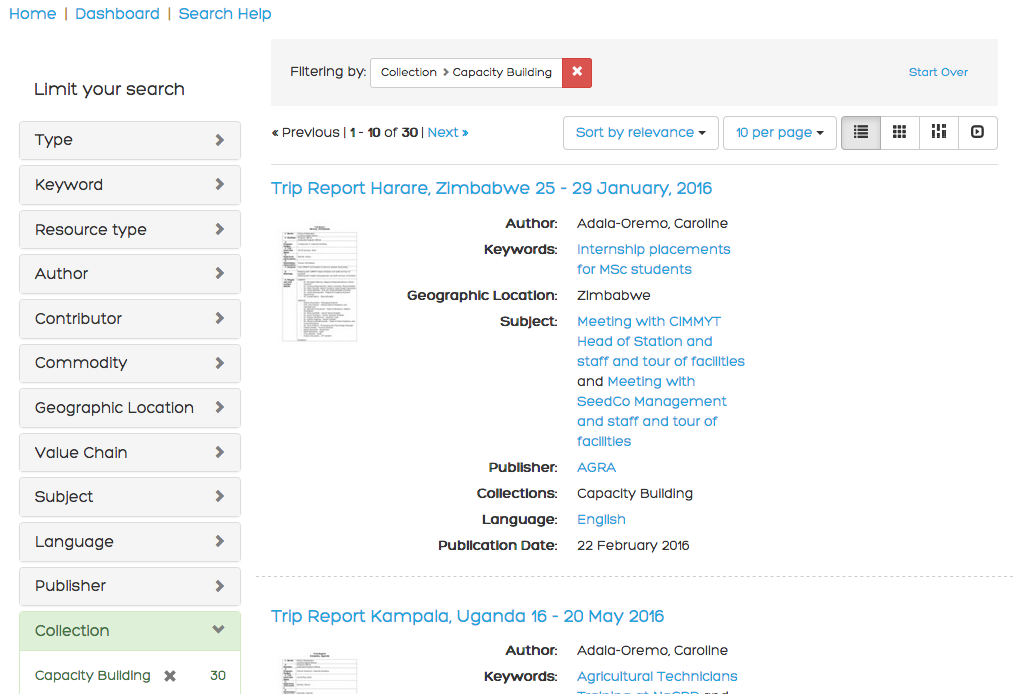 Home | Dashboard | Search Help
Limit your search
Type
Keyword
Resource type
Author
Contributor
Commodity
Geographic Location
Value Chain
Subject
Language
Publisher
Collection
Capacity Building ✖ 30
Filtering by: Collection > Capacity Building ✖ Start Over
« Previous | 1 - 10 of 30 | Next »
Sort by relevance
10 per page
Trip Report Harare, Zimbabwe 25 - 29 January, 2016
Author: Adala-Oremo, Caroline
Keywords: Internship placements
for MSc students
Geographic Location: Zimbabwe
Subject: Meeting with CIMMYT
Head of Station and
staff and tour of facilities
and Meeting with
SeedCo Management
and staff and tour of
facilities
Publisher: AGRA
Collections: Capacity Building
Language: English
Publication Date: 22 February 2016
Trip Report Kampala, Uganda 16 - 20 May 2016
Author: Adala-Oremo, Caroline
Keywords: Agricultural Technicians